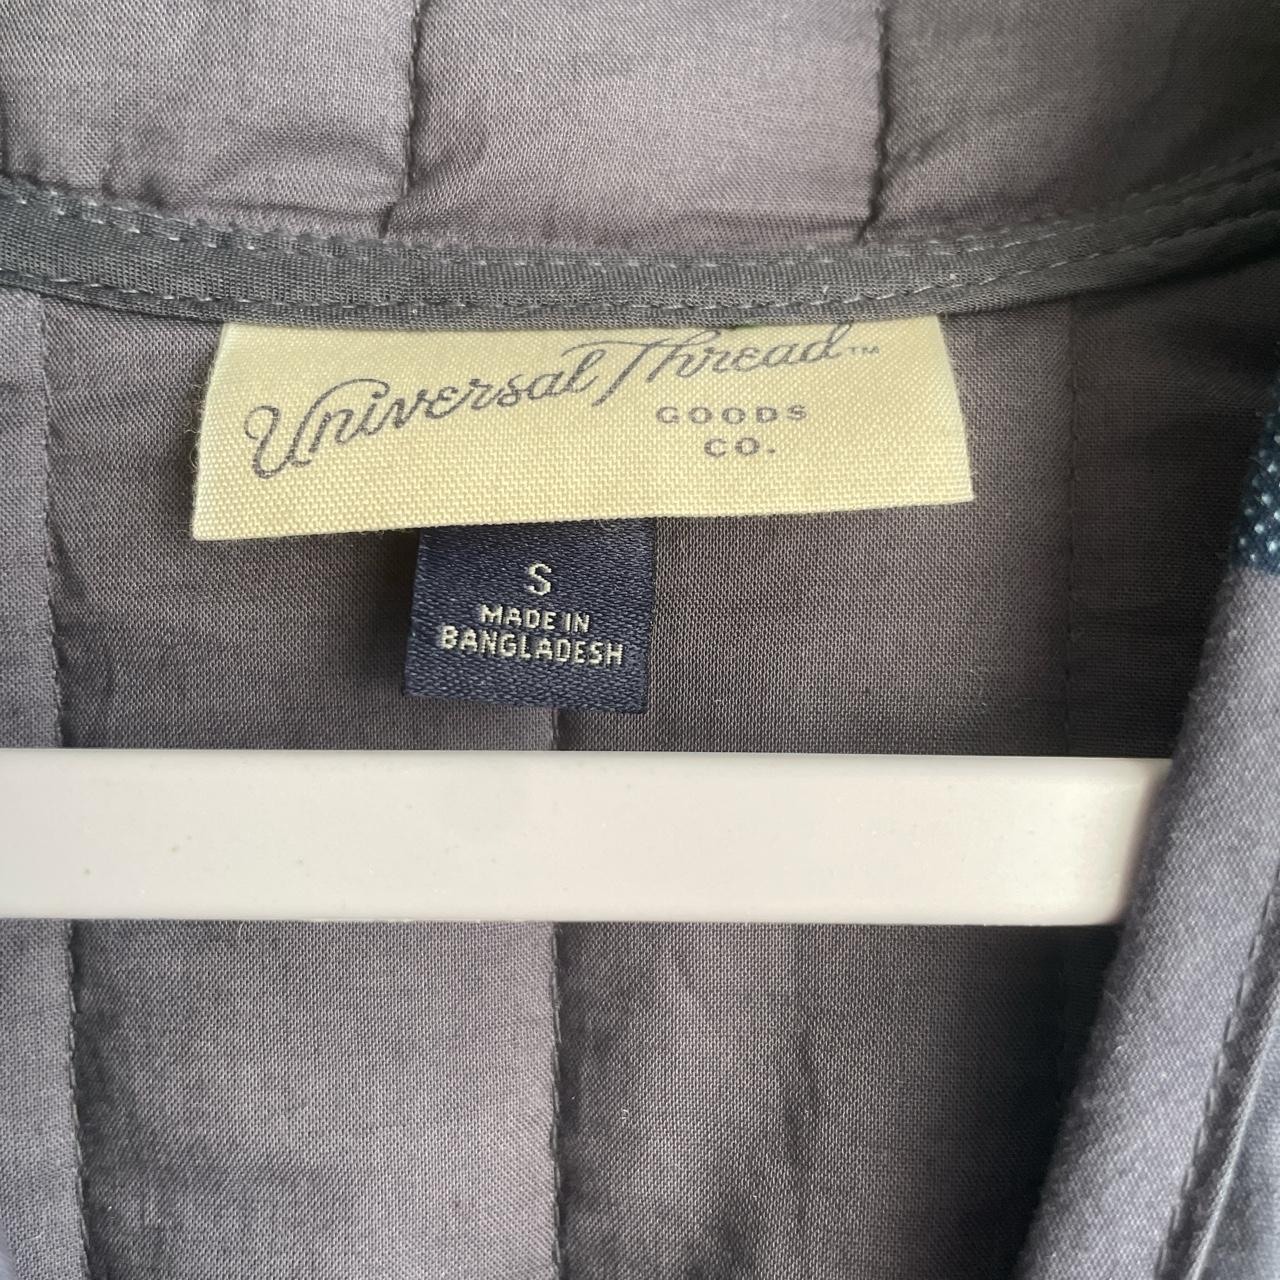 Universal Thread™
GOODS
CO.
S
MADE IN
BANGLADESH